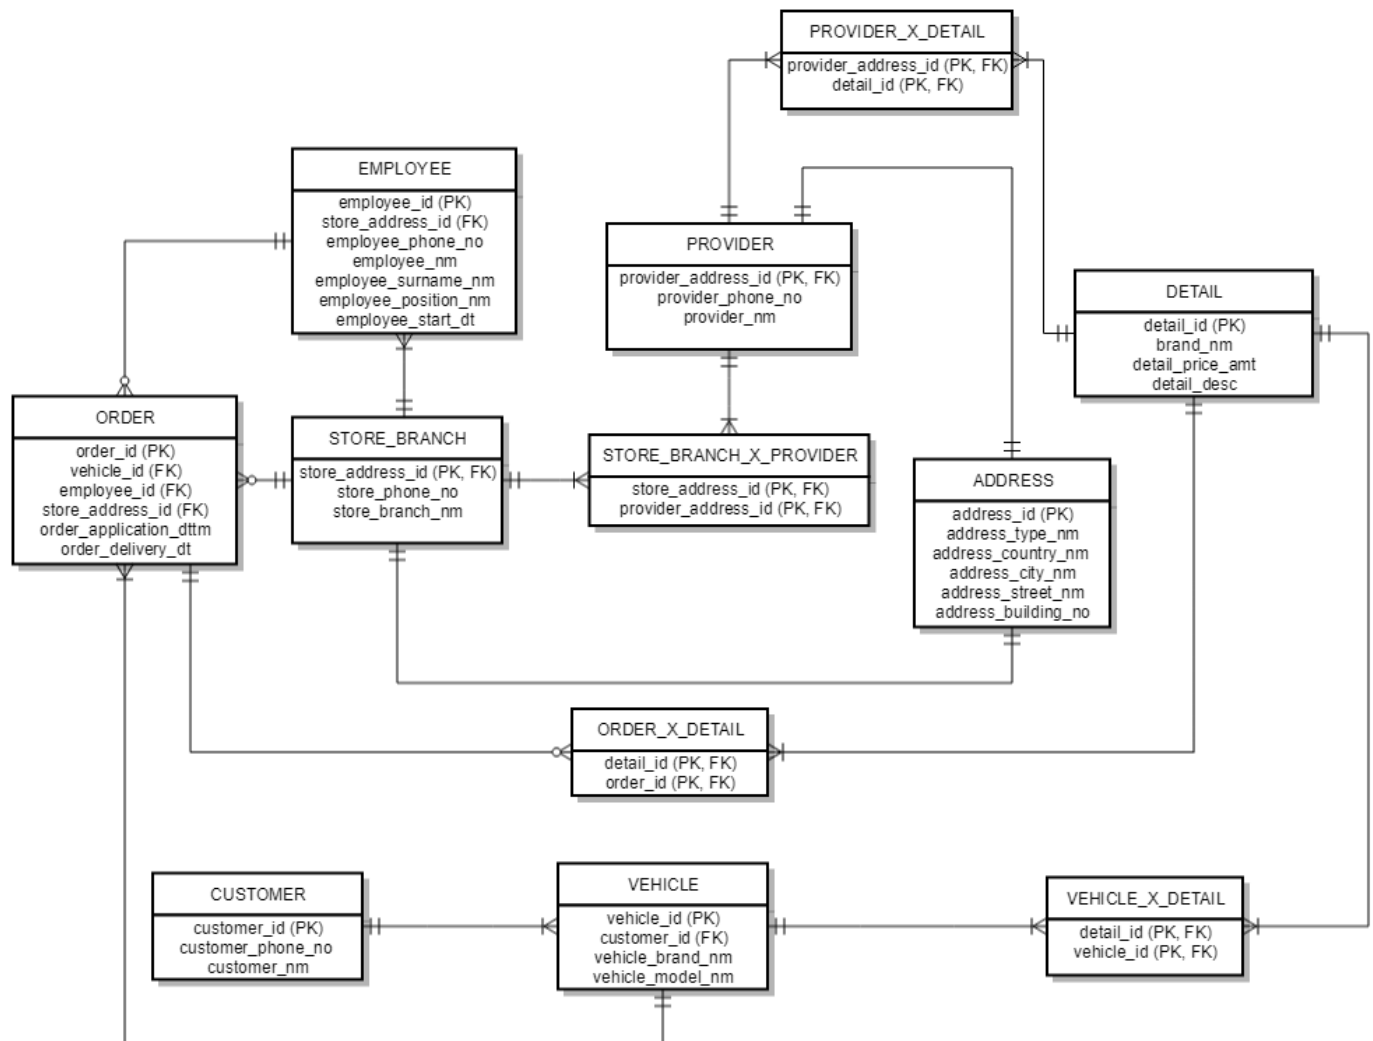 PROVIDER_X_DETAIL
provider_address_id (PK, FK)
detail_id (PK, FK)
EMPLOYEE
employee_id (PK)
store_address_id (FK)
employee_phone_no
employee_nm
employee_surname_nm
employee_position_nm
employee_start_dt
PROVIDER
provider_address_id (PK, FK)
provider_phone_no
provider_nm
DETAIL
detail_id (PK)
brand_nm
detail_price_amt
detail_desc
ORDER
order_id (PK)
vehicle_id (FK)
employee_id (FK)
store_address_id (FK)
order_application_dttm
order_delivery_dt
STORE_BRANCH
store_address_id (PK, FK)
store_phone_no
store_branch_nm
STORE_BRANCH_X_PROVIDER
store_address_id (PK, FK)
provider_address_id (PK, FK)
ADDRESS
address_id (PK)
address_type_nm
address_country_nm
address_city_nm
address_street_nm
address_building_no
ORDER_X_DETAIL
detail_id (PK, FK)
order_id (PK, FK)
CUSTOMER
customer_id (PK)
customer_phone_no
customer_nm
VEHICLE
vehicle_id (PK)
customer_id (FK)
vehicle_brand_nm
vehicle_model_nm
VEHICLE_X_DETAIL
detail_id (PK, FK)
vehicle_id (PK, FK)